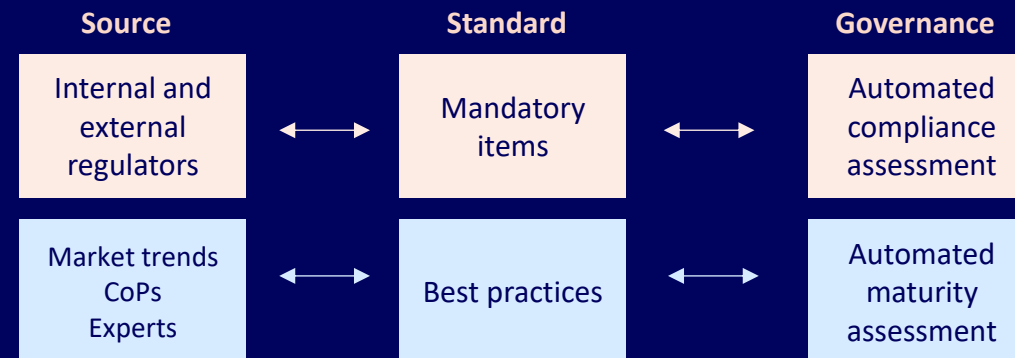 Source
Standard
Governance
Internal and
external
regulators
Mandatory
items
Automated
compliance
assessment
Market trends
CoPs
Experts
Best practices
Automated
maturity
assessment